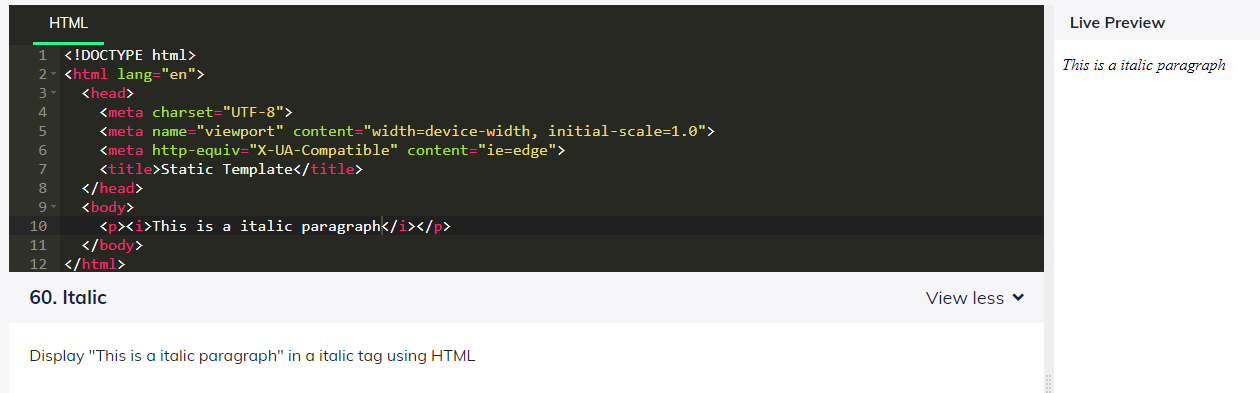 HTML
Live Preview
1 <!DOCTYPE html>
2 <html lang="en">
3 <head>
4 <meta charset="UTF-8">
5 <meta name="viewport" content="width=device-width, initial-scale=1.0">
6 <meta http-equiv="X-UA-Compatible" content="ie=edge">
7 <title>Static Template</title>
8 </head>
9 <body>
10 <p><i>This is a italic paragraph</i></p>
11 </body>
12 </html>
This is a italic paragraph
60. Italic
View less
Display "This is a italic paragraph" in a italic tag using HTML